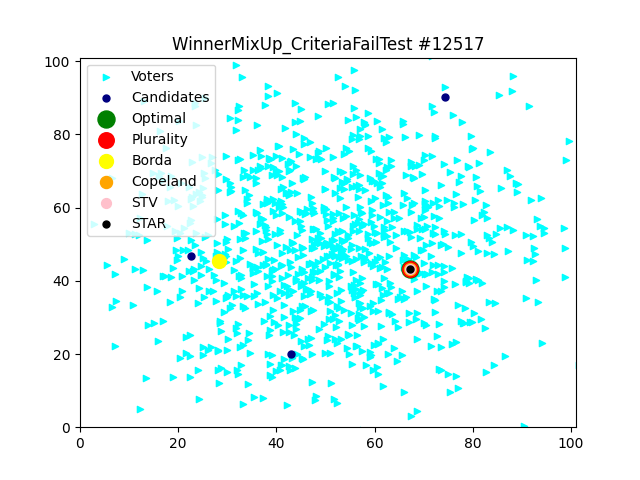 WinnerMixUp_CriteriaFailTest #12517
100
80
60
40
20
0
Voters
Candidates
Optimal
Plurality
Borda
Copeland
STV
STAR
0 20 40 60 80 100